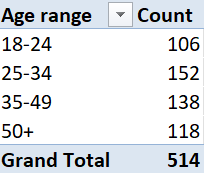 Age range Count
18-24 106
25-34 152
35-49 138
50+ 118
Grand Total 514